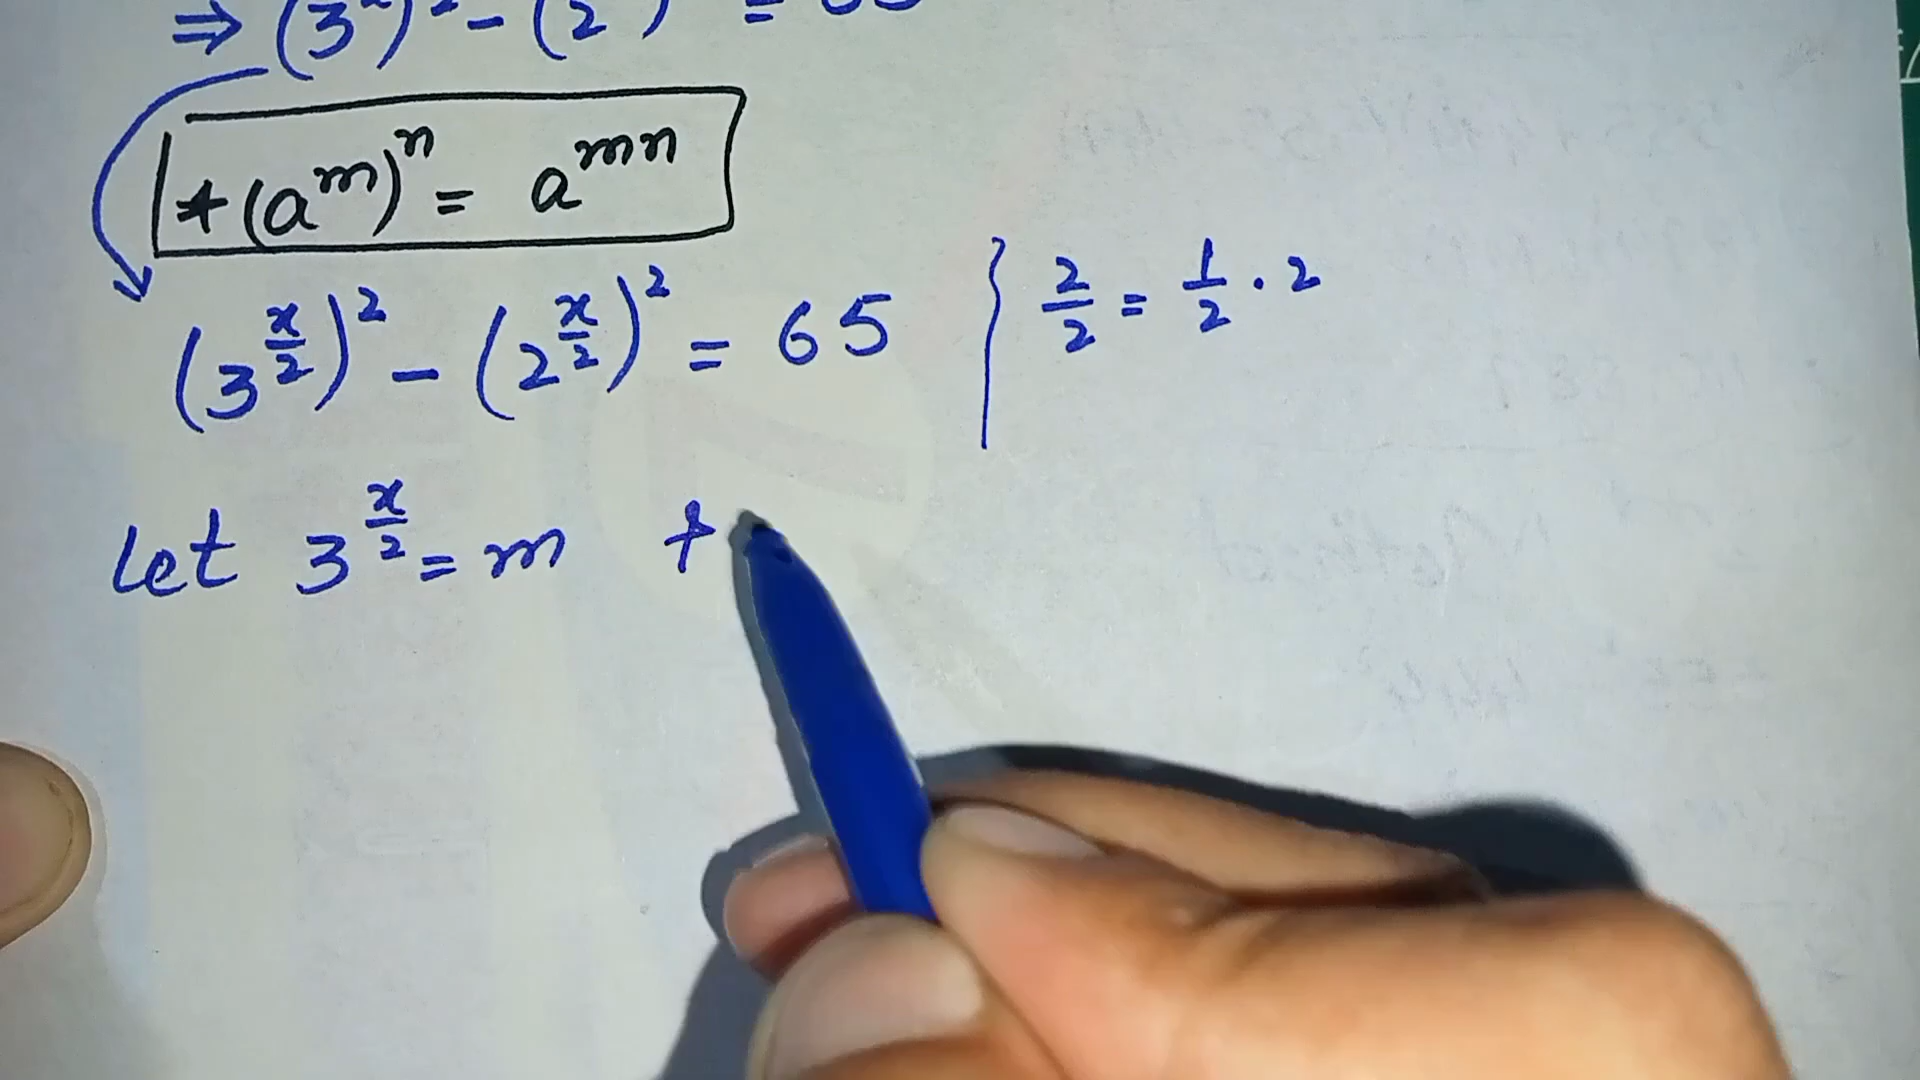 ⇒ (3^x)^2 - (2 ) = 65
* (a^m)^n = a^mn
(3^(x/2))^2 - (2^(x/2))^2 = 65 } 2/2 = 1/2 · 2
Let 3^(x/2) = m +